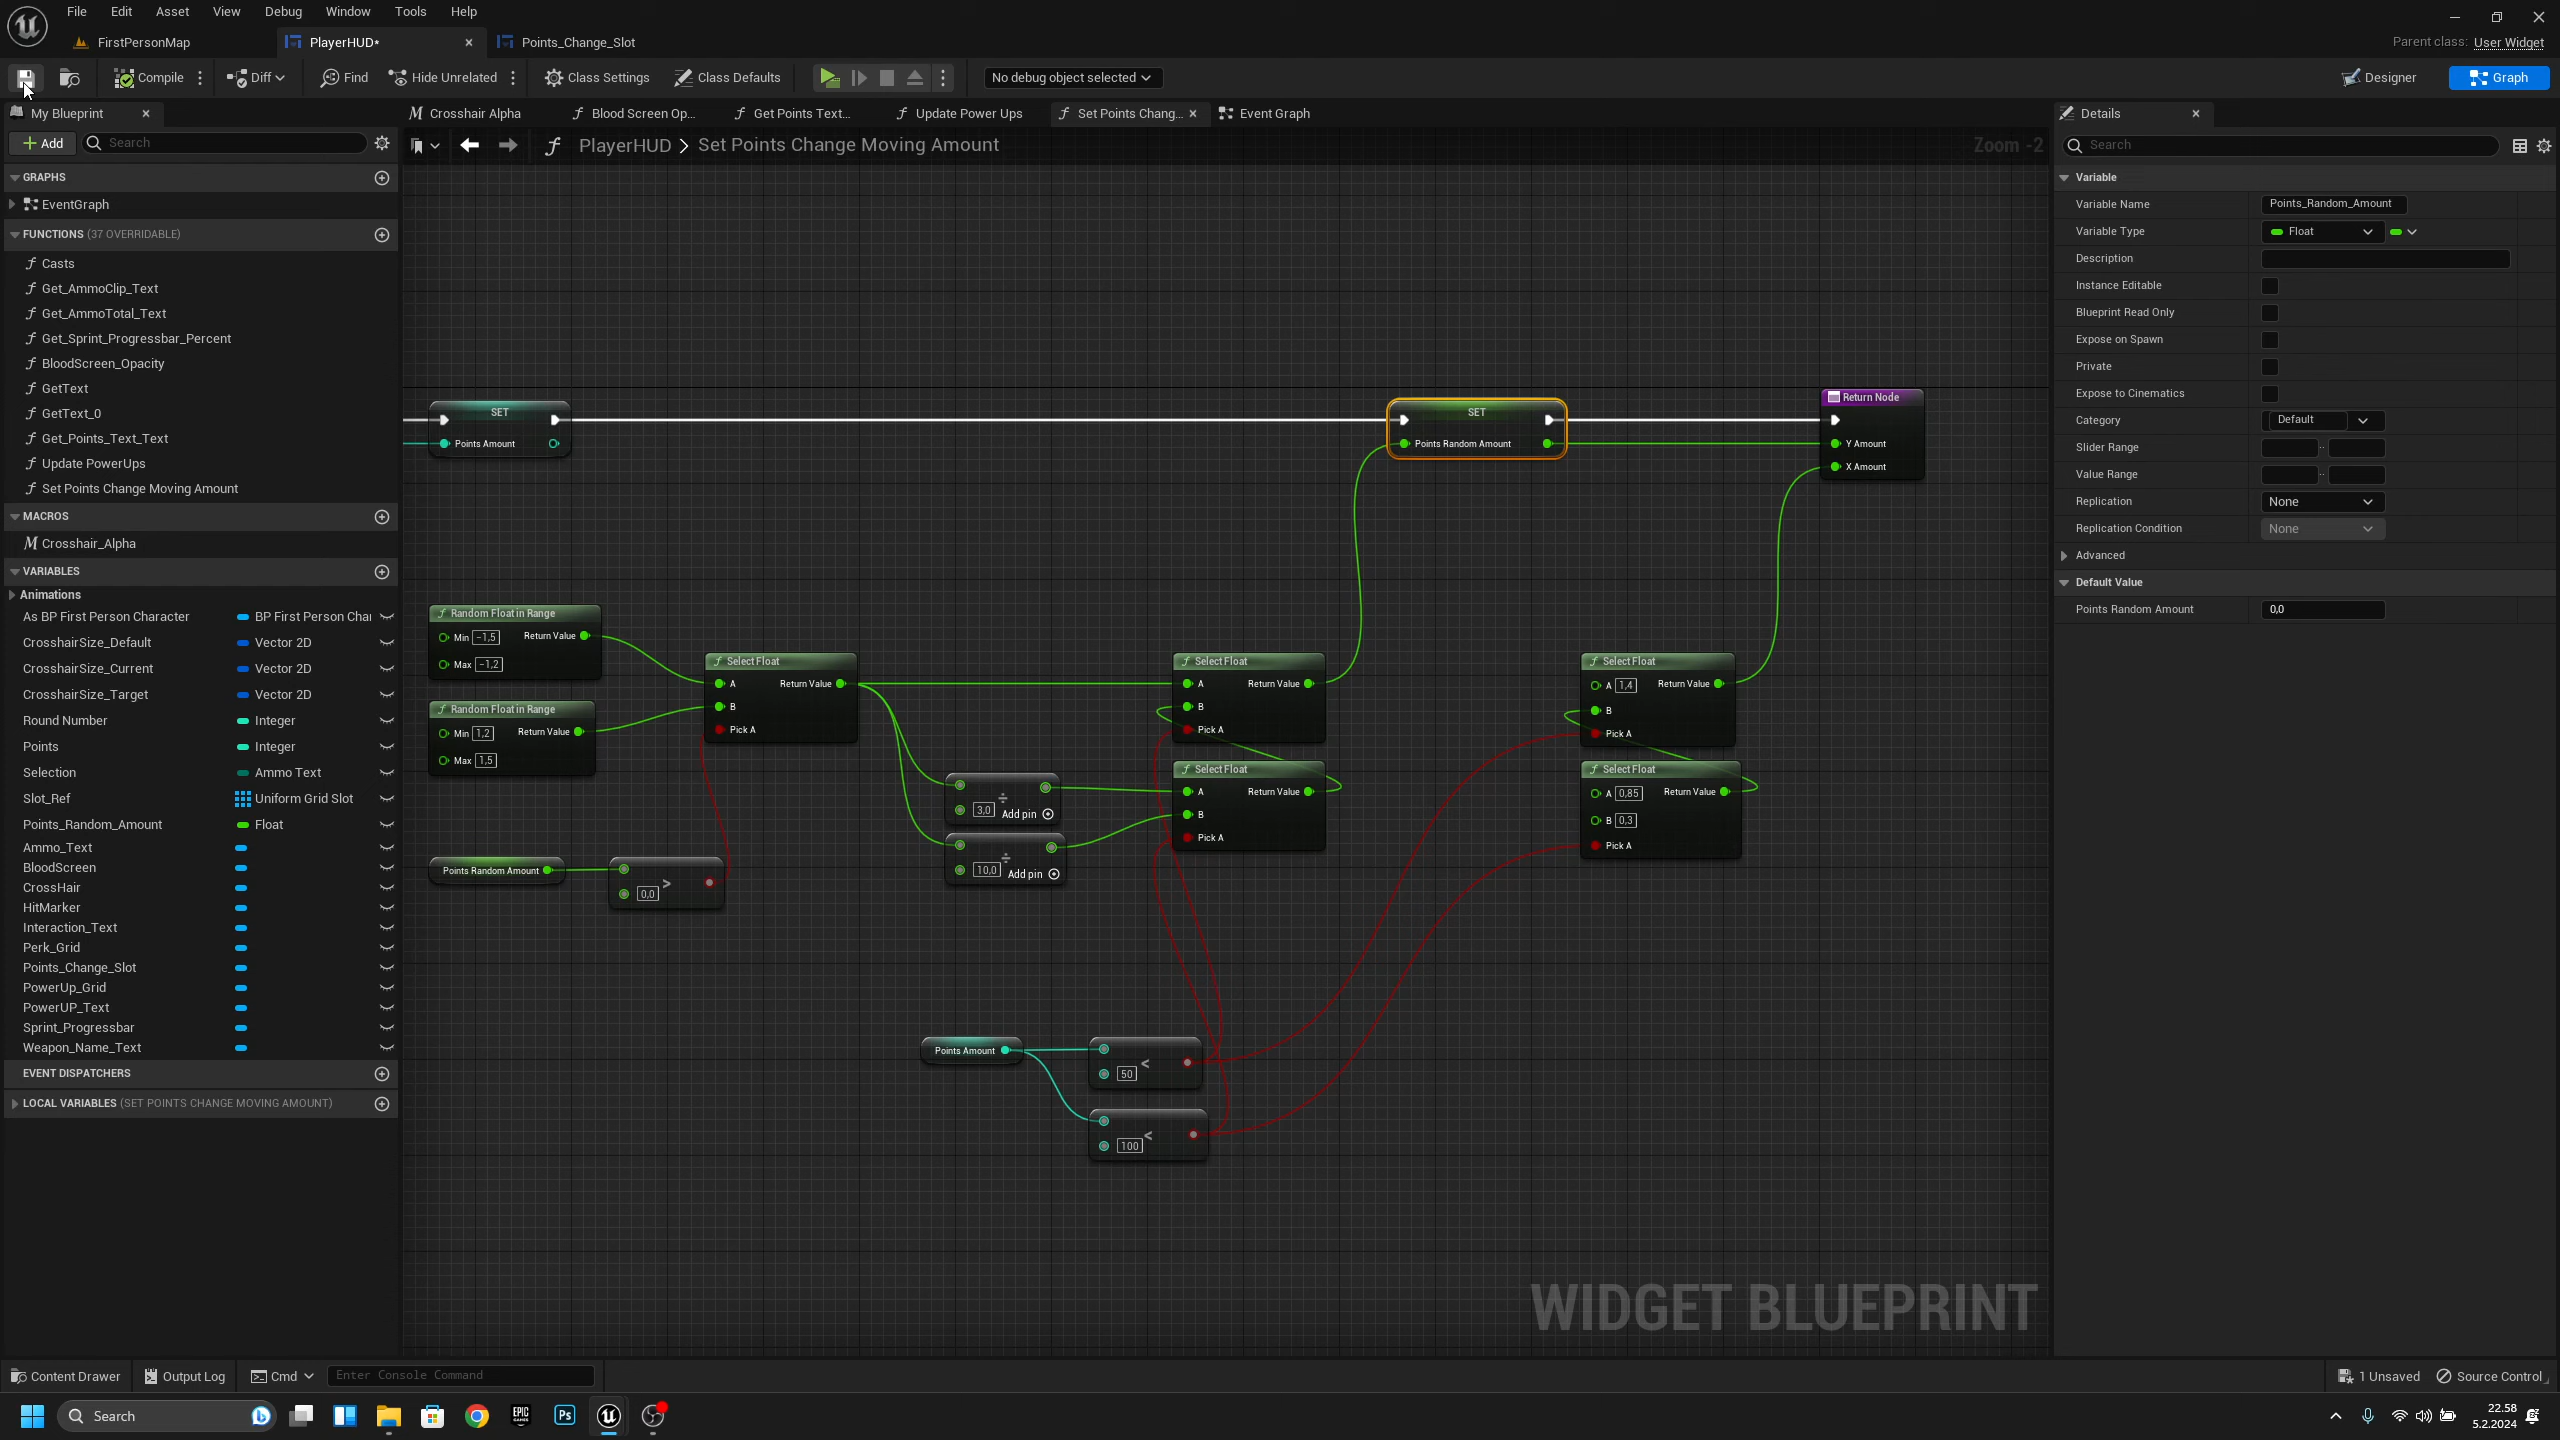 File Edit Asset View Debug Window Tools Help
FirstPersonMap PlayerHUD* Points_Change_Slot
Parent class: User Widget
Compile Diff Find Hide Unrelated Class Settings Class Defaults No debug object selected Designer Graph
My Blueprint
Add Search
GRAPHS
EventGraph
FUNCTIONS (37 OVERRIDABLE)
Casts
Get_AmmoClip_Text
Get_AmmoTotal_Text
Get_Sprint_Progressbar_Percent
BloodScreen_Opacity
GetText
GetText_0
Get_Points_Text_Text
Update PowerUps
Set Points Change Moving Amount
MACROS
Crosshair_Alpha
VARIABLES
Animations
As BP First Person Character BP First Person Char
CrosshairSize_Default Vector 2D
CrosshairSize_Current Vector 2D
CrosshairSize_Target Vector 2D
Round Number Integer
Points Integer
Selection Ammo Text
Slot_Ref Uniform Grid Slot
Points_Random_Amount Float
Ammo_Text
BloodScreen
CrossHair
HitMarker
Interaction_Text
Perk_Grid
Points_Change_Slot
PowerUp_Grid
PowerUP_Text
Sprint_Progressbar
Weapon_Name_Text
EVENT DISPATCHERS
LOCAL VARIABLES (SET POINTS CHANGE MOVING AMOUNT)
Crosshair Alpha Blood Screen Op... Get Points Text... Update Power Ups Set Points Chang... Event Graph
PlayerHUD > Set Points Change Moving Amount
Zoom -2
SET
Points Amount
SET
Points Random Amount
Return Node
Y Amount
X Amount
Random Float in Range
Min -1,5 Return Value
Max -1,2
Random Float in Range
Min 1,2 Return Value
Max 1,5
Select Float
A Return Value
B
Pick A
Points Random Amount
>
0,0
÷
3,0 Add pin
÷
10,0 Add pin
Select Float
A Return Value
B
Pick A
Select Float
A Return Value
B
Pick A
Select Float
A 1,4 Return Value
B
Pick A
Select Float
A 0,85 Return Value
B 0,3
Pick A
Points Amount
<
50
<
100
WIDGET BLUEPRINT
Details
Search
Variable
Variable Name Points_Random_Amount
Variable Type Float
Description
Instance Editable
Blueprint Read Only
Expose on Spawn
Private
Expose to Cinematics
Category Default
Slider Range
Value Range
Replication None
Replication Condition None
Advanced
Default Value
Points Random Amount 0,0
Content Drawer Output Log Cmd Enter Console Command 1 Unsaved Source Control
Search EPIC GAMES Ps 22.58
5.2.2024